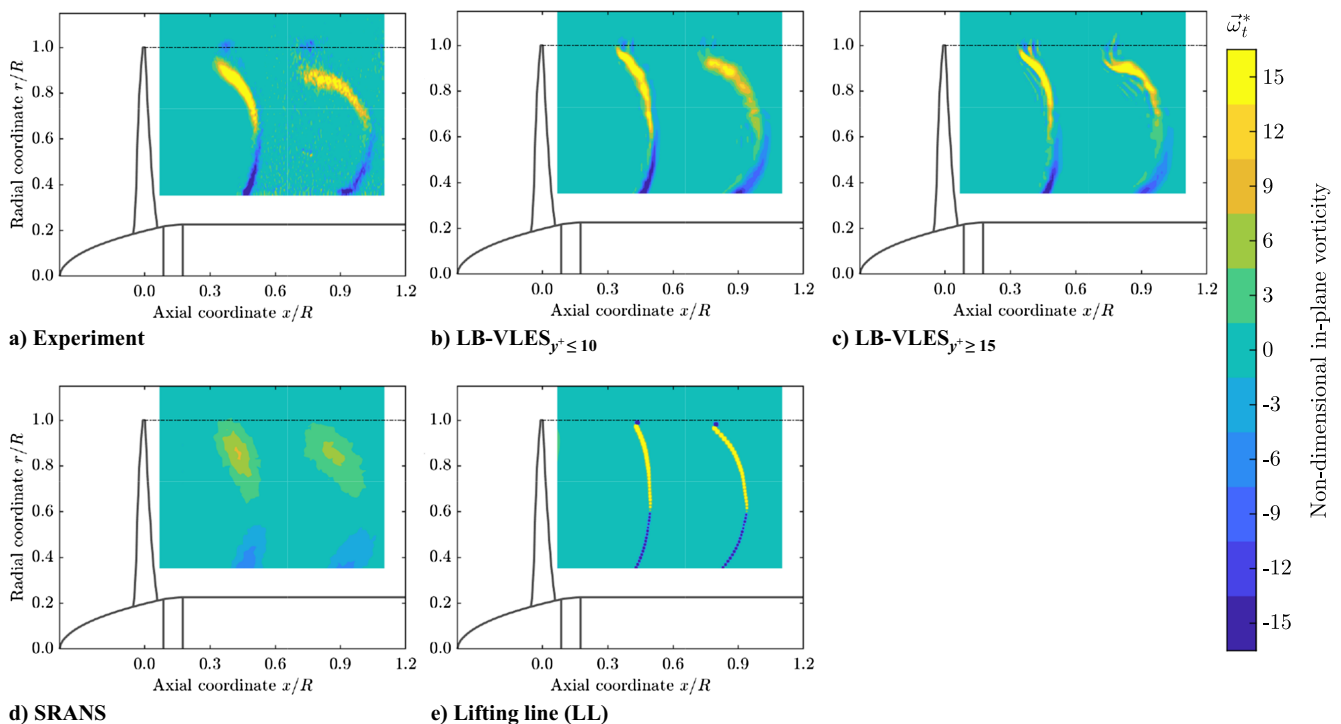 1.0
0.8
0.6
0.4
0.2
0.0
Radial coordinate r/R
0.0 0.3 0.6 0.9 1.2
Axial coordinate x/R
a) Experiment
1.0
0.8
0.6
0.4
0.2
0.0
0.0 0.3 0.6 0.9 1.2
Axial coordinate x/R
b) LB-VLES_{y⁺ ≤ 10}
1.0
0.8
0.6
0.4
0.2
0.0
0.0 0.3 0.6 0.9 1.2
Axial coordinate x/R
c) LB-VLES_{y⁺ ≥ 15}
\vec{ω}_t^*
15
12
9
6
3
0
-3
-6
-9
-12
-15
Non-dimensional in-plane vorticity
1.0
0.8
0.6
0.4
0.2
0.0
Radial coordinate r/R
0.0 0.3 0.6 0.9 1.2
Axial coordinate x/R
d) SRANS
1.0
0.8
0.6
0.4
0.2
0.0
0.0 0.3 0.6 0.9 1.2
Axial coordinate x/R
e) Lifting line (LL)